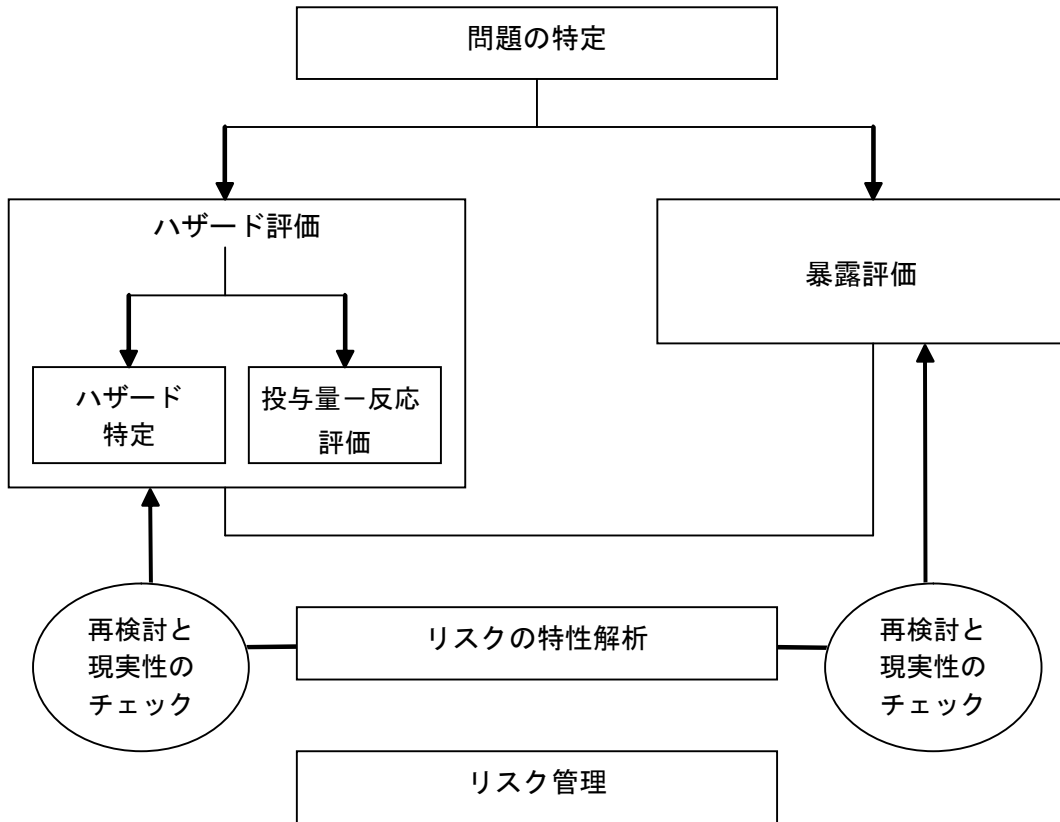 問題の特定
ハザード評価
暴露評価
ハザード
特定
投与量－反応
評価
再検討と
現実性の
チェック
リスクの特性解析
再検討と
現実性の
チェック
リスク管理